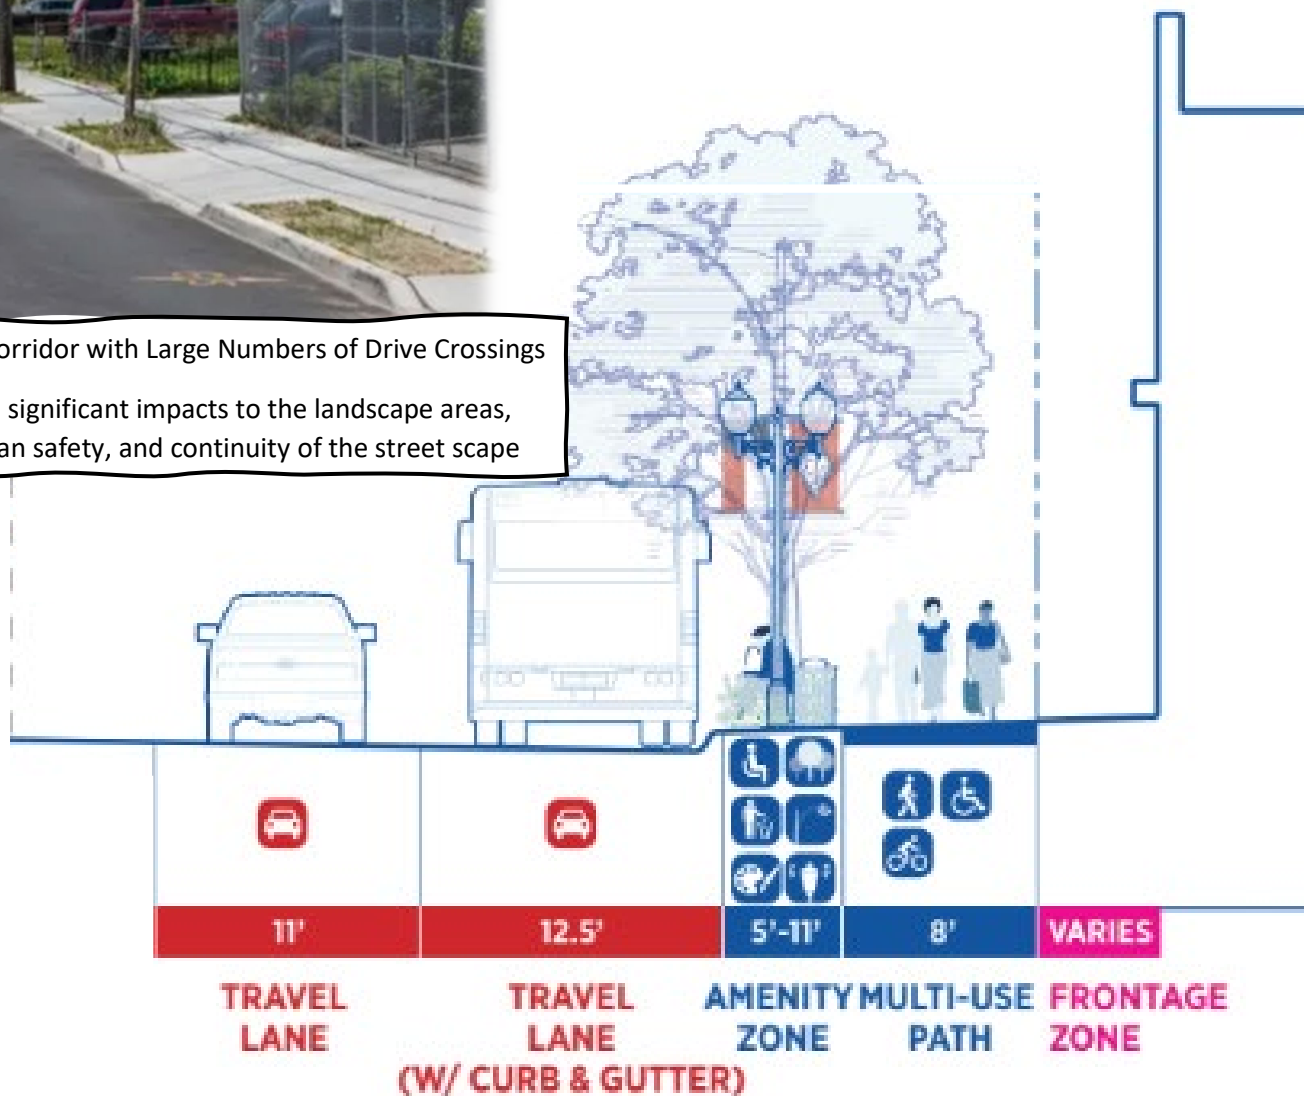 orridor with Large Numbers of Drive Crossings
significant impacts to the landscape areas,
an safety, and continuity of the street scape
11'
12.5'
5'-11'
8'
VARIES
TRAVEL
LANE
TRAVEL
LANE
(W/ CURB & GUTTER)
AMENITY
ZONE
MULTI-USE
PATH
FRONTAGE
ZONE